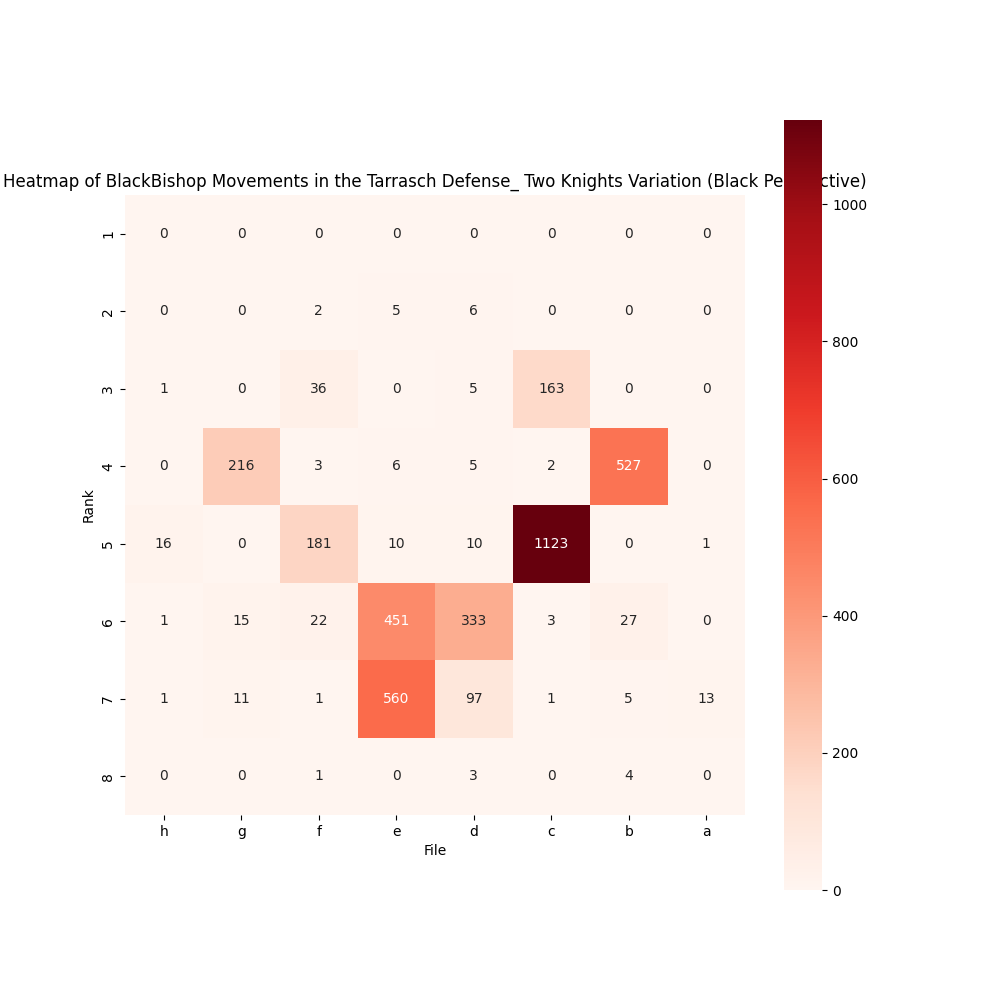 Heatmap of BlackBishop Movements in the Tarrasch Defense_ Two Knights Variation (Black Pe ctive)
1 0 0 0 0 0 0 0 0
2 0 0 2 5 6 0 0 0
3 1 0 36 0 5 163 0 0
4 0 216 3 6 5 2 527 0
5 16 0 181 10 10 1123 0 1
6 1 15 22 451 333 3 27 0
7 1 11 1 560 97 1 5 13
8 0 0 1 0 3 0 4 0
h g f e d c b a
File
Rank
1000
800
600
400
200
0